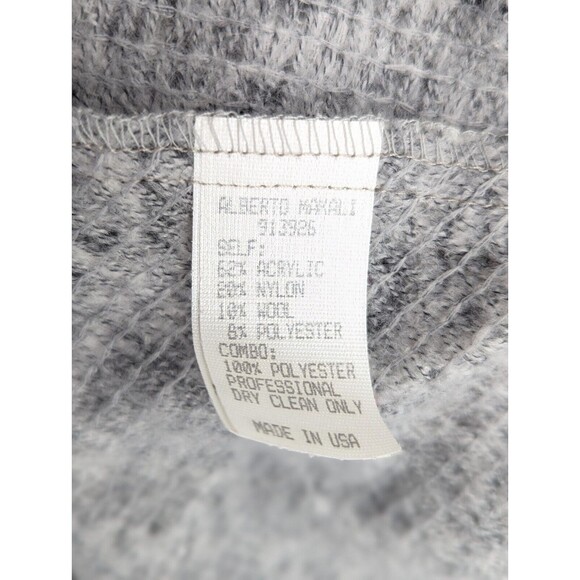 ALBERTO MAKALI
913926
SELF:
62% ACRYLIC
20% NYLON
10% WOOL
8% POLYESTER
COMBO:
100% POLYESTER
PROFESSIONAL
DRY CLEAN ONLY
MADE IN USA